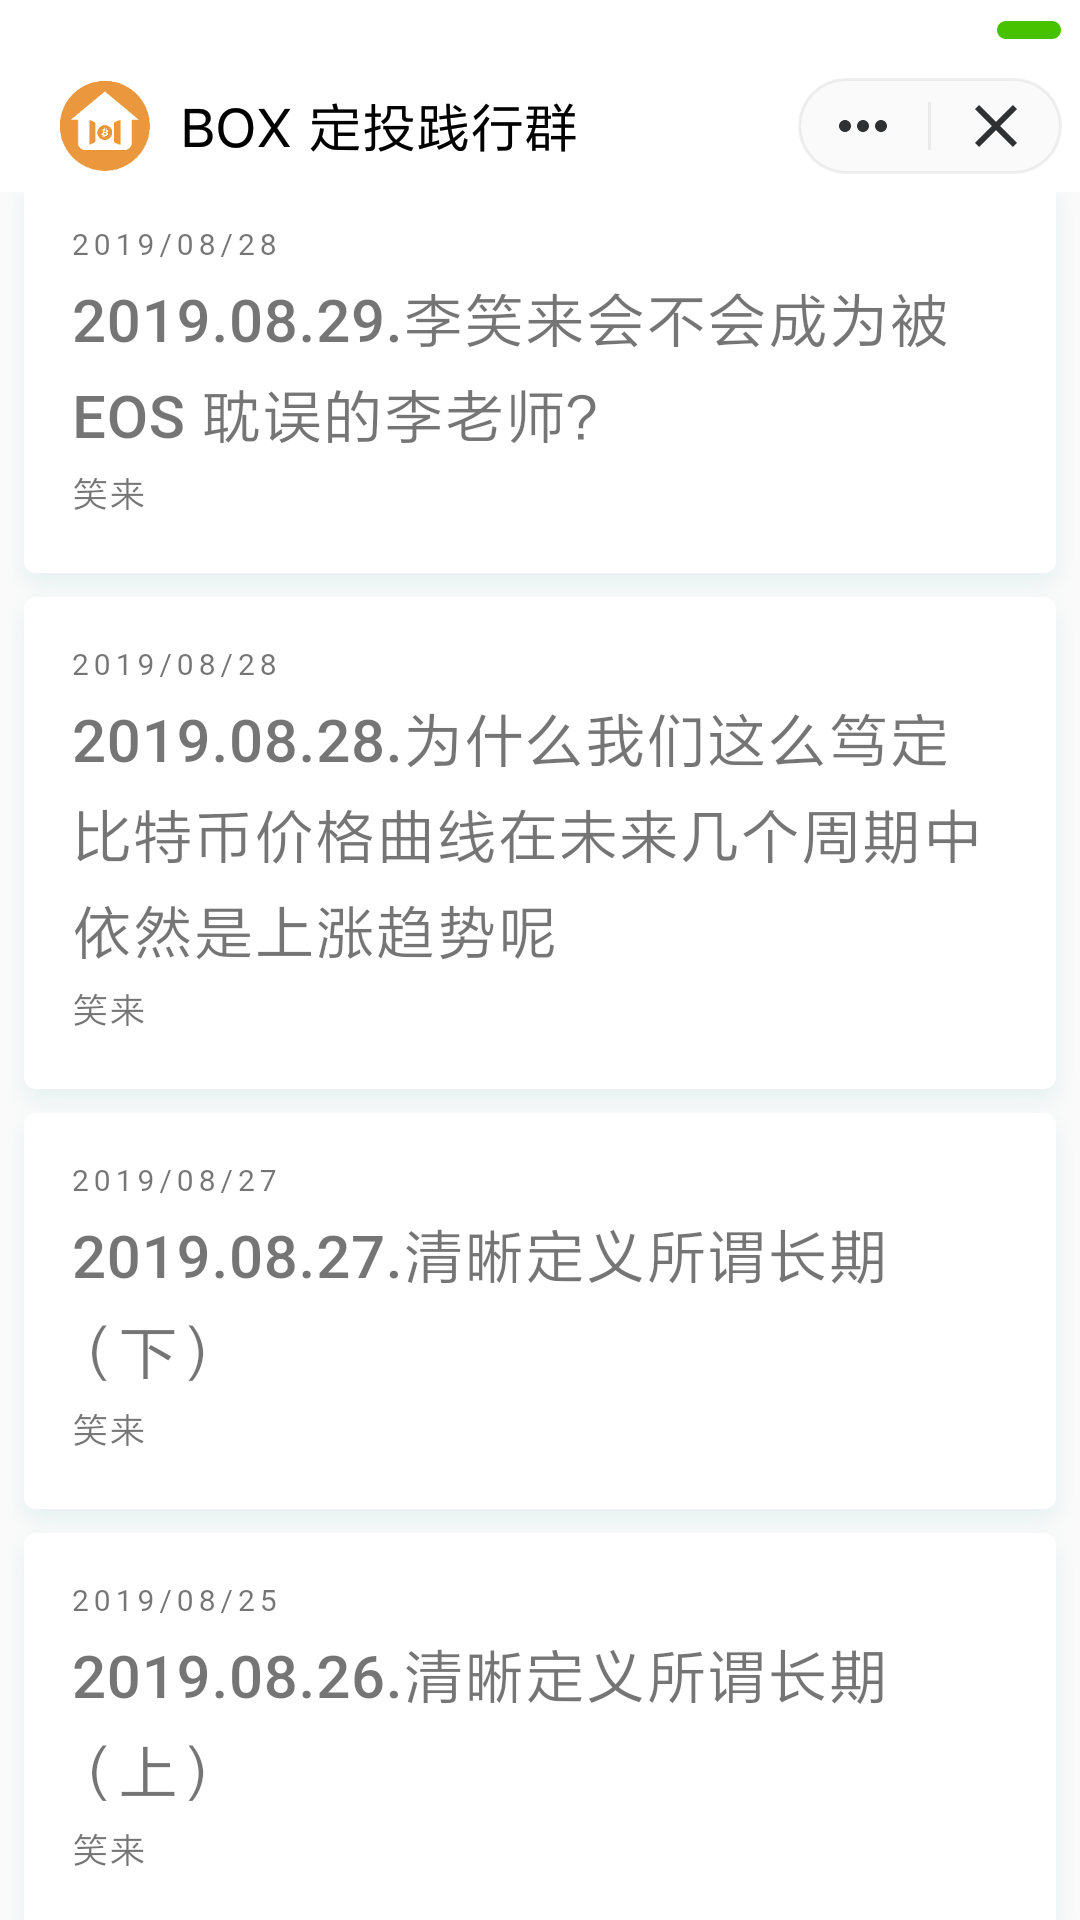 BOX 定投践行群
2019/08/28
2019.08.29.李笑来会不会成为被
EOS 耽误的李老师?
笑来
2019/08/28
2019.08.28.为什么我们这么笃定
比特币价格曲线在未来几个周期中
依然是上涨趋势呢
笑来
2019/08/27
2019.08.27.清晰定义所谓长期
（下）
笑来
2019/08/25
2019.08.26.清晰定义所谓长期
（上）
笑来